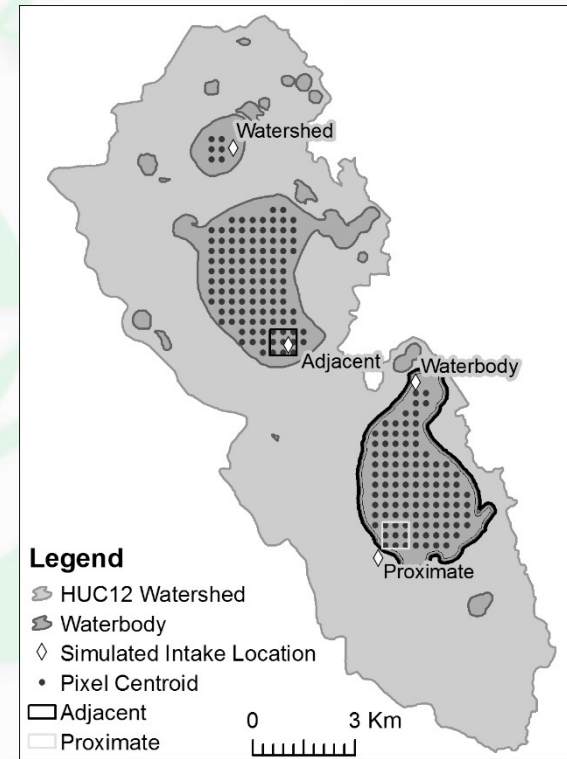 Watershed
Adjacent
Waterbody
Proximate
Legend
HUC12 Watershed
Waterbody
Simulated Intake Location
Pixel Centroid
Adjacent
Proximate
0 3 Km